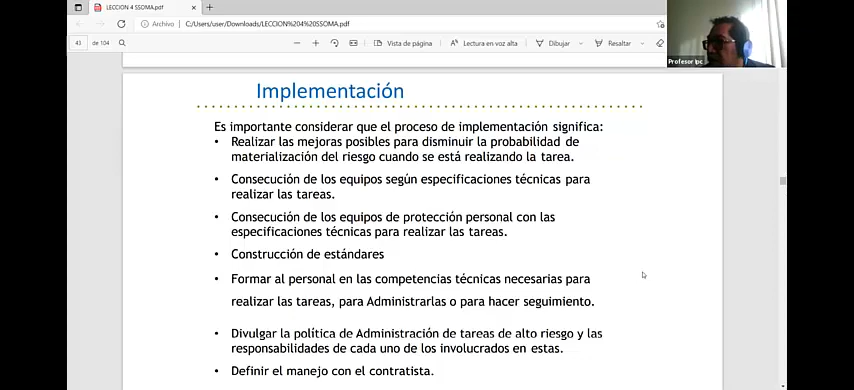 LECCION 4 SSOMA.pdf
Archivo
C:/Users/user/Downloads/LECCION%204%20SSOMA.pdf
43 de 104
Vista de página
Lectura en voz alta
Dibujar
Resaltar
Profesor Ipc
Implementación
Es importante considerar que el proceso de implementación significa:
• Realizar las mejoras posibles para disminuir la probabilidad de
materialización del riesgo cuando se está realizando la tarea.
• Consecución de los equipos según especificaciones técnicas para
realizar las tareas.
• Consecución de los equipos de protección personal con las
especificaciones técnicas para realizar las tareas.
• Construcción de estándares
• Formar al personal en las competencias técnicas necesarias para
realizar las tareas, para Administrarlas o para hacer seguimiento.
• Divulgar la política de Administración de tareas de alto riesgo y las
responsabilidades de cada uno de los involucrados en estas.
• Definir el manejo con el contratista.